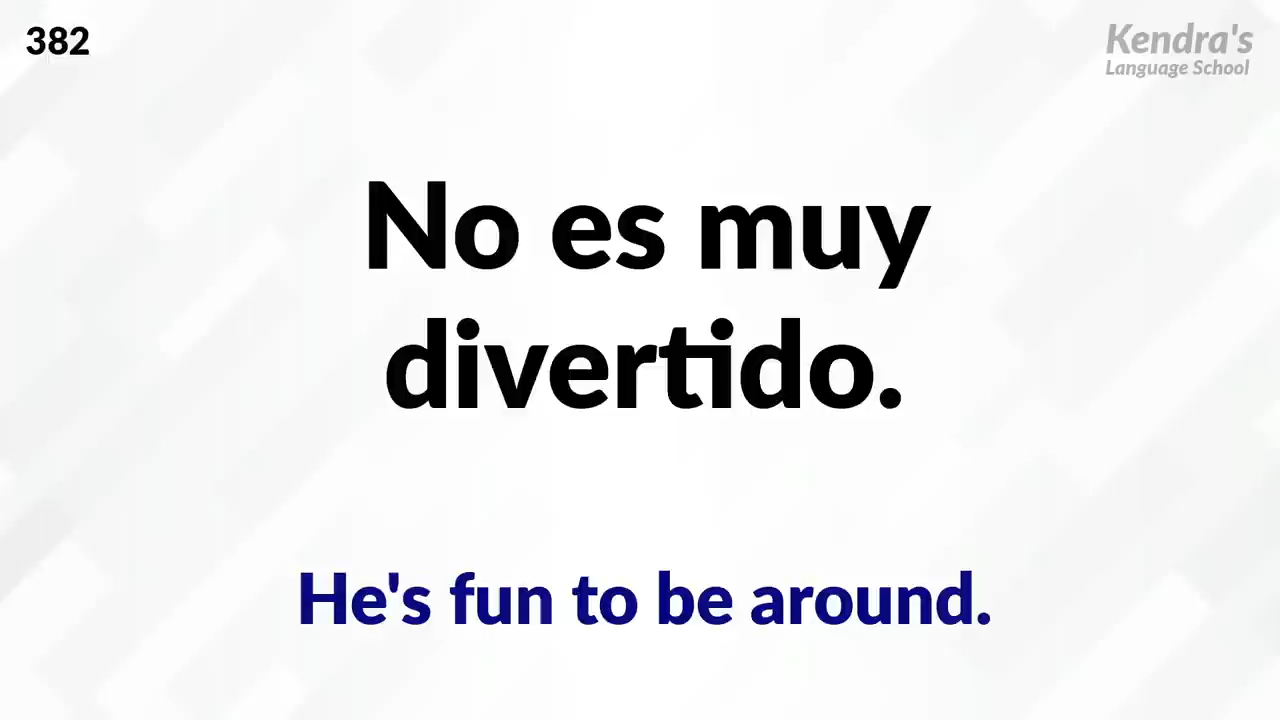 382
Kendra's
Language School
No es muy
divertido.
He's fun to be around.